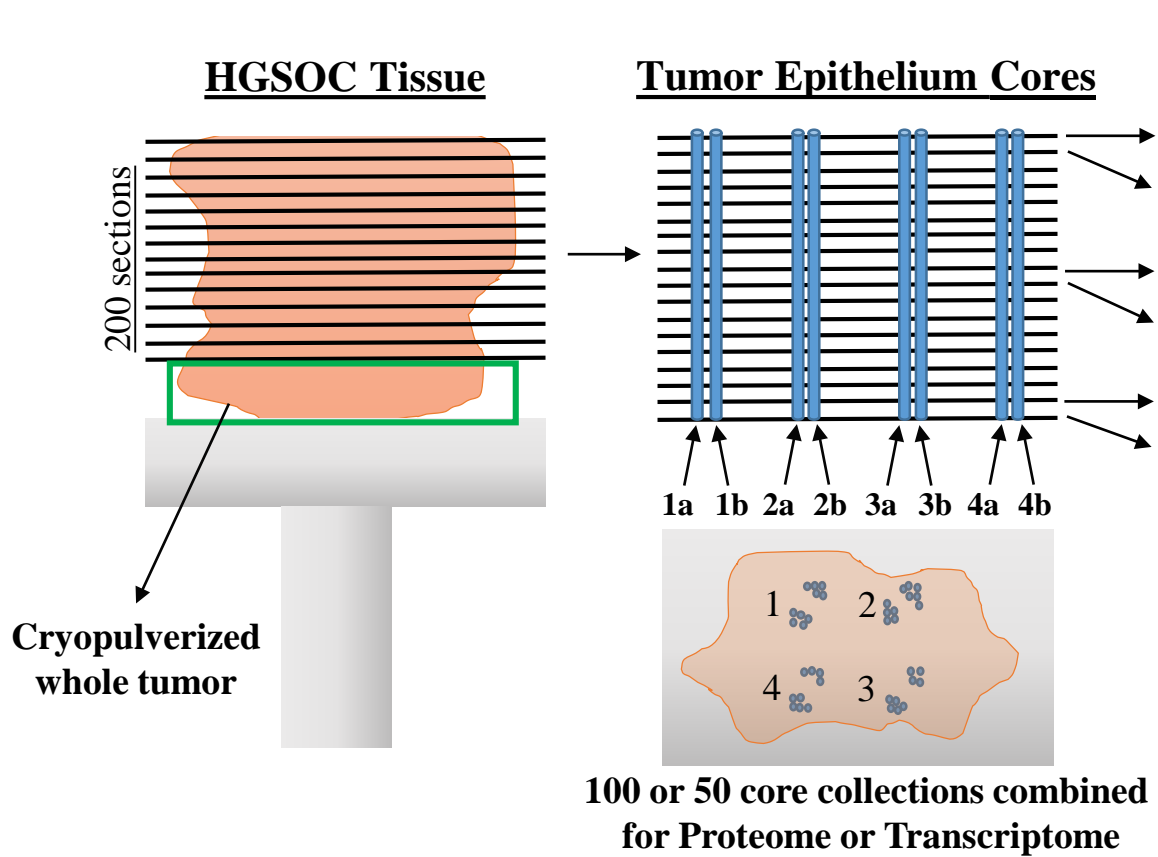 HGSOC Tissue
Tumor Epithelium Cores
200 sections
1a 1b 2a 2b 3a 3b 4a 4b
1 2
4 3
Cryopulverized
whole tumor
100 or 50 core collections combined
for Proteome or Transcriptome